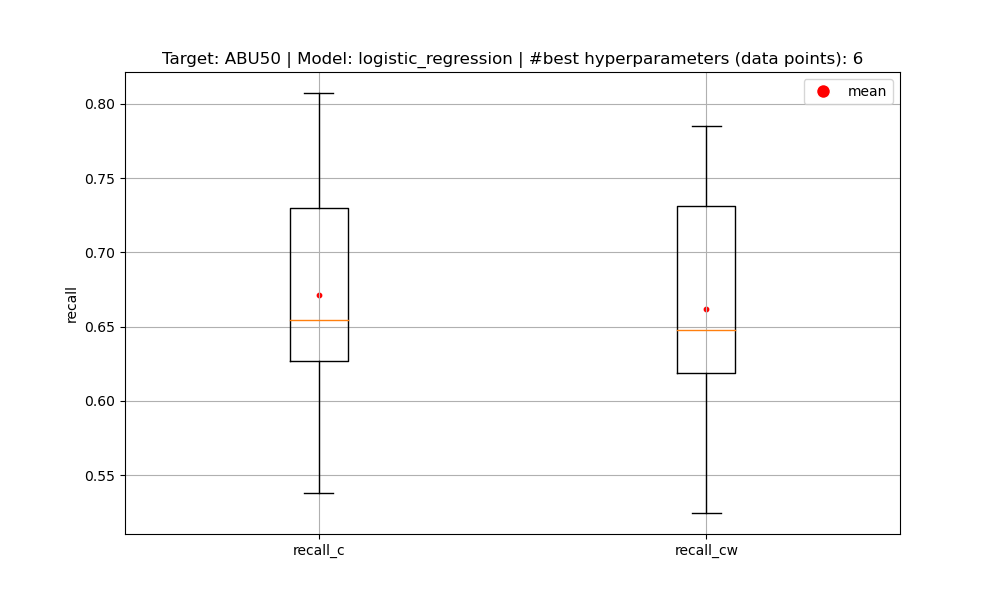 Target: ABU50 | Model: logistic_regression | #best hyperparameters (data points): 6
mean
0.80
0.75
0.70
0.65
0.60
0.55
recall
recall_c
recall_cw